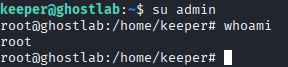 keeper@ghostlab:~$ su admin
root@ghostlab:/home/keeper# whoami
root
root@ghostlab:/home/keeper#